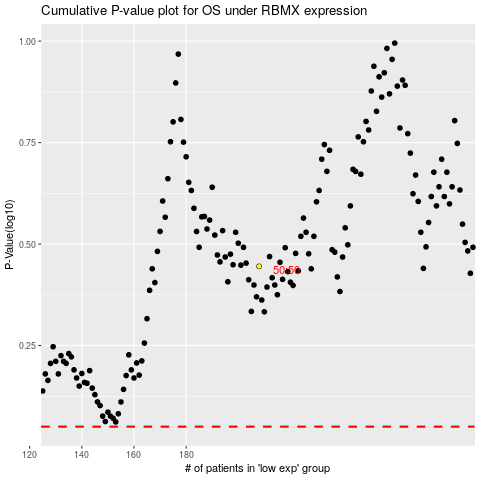 Cumulative P-value plot for OS under RBMX expression
P-Value(log10)
1.00
0.75
0.50
0.25
50:50
120 140 160 180
# of patients in 'low exp' group